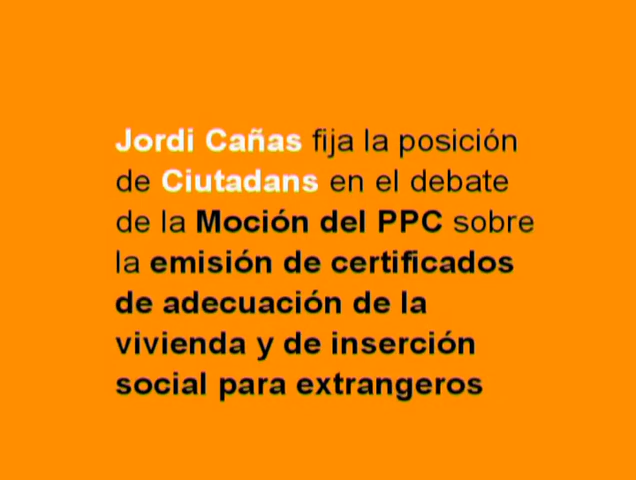 Jordi Cañas fija la posición
de Ciutadans en el debate
de la Moción del PPC sobre
la emisión de certificados
de adecuación de la
vivienda y de inserción
social para extrangeros